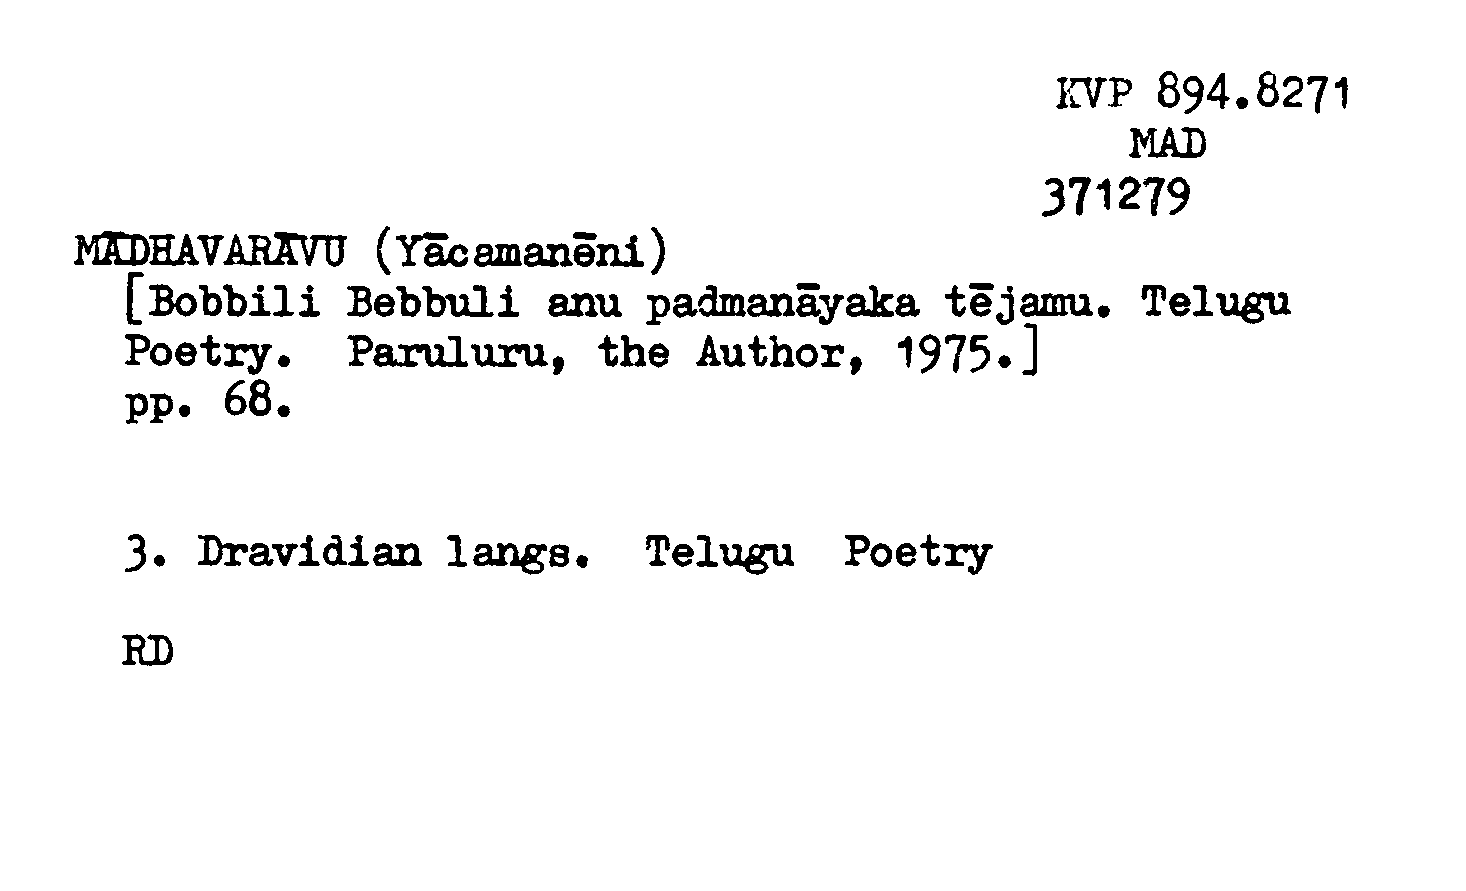 KVP 894.8271
MAD
371279
MĀDHAVARĀVU (Yācamanēni)
[Bobbili Bebbuli anu padmanāyaka tējamu. Telugu
Poetry. Paruluru, the Author, 1975.]
pp. 68.
3. Dravidian langs. Telugu Poetry
RD